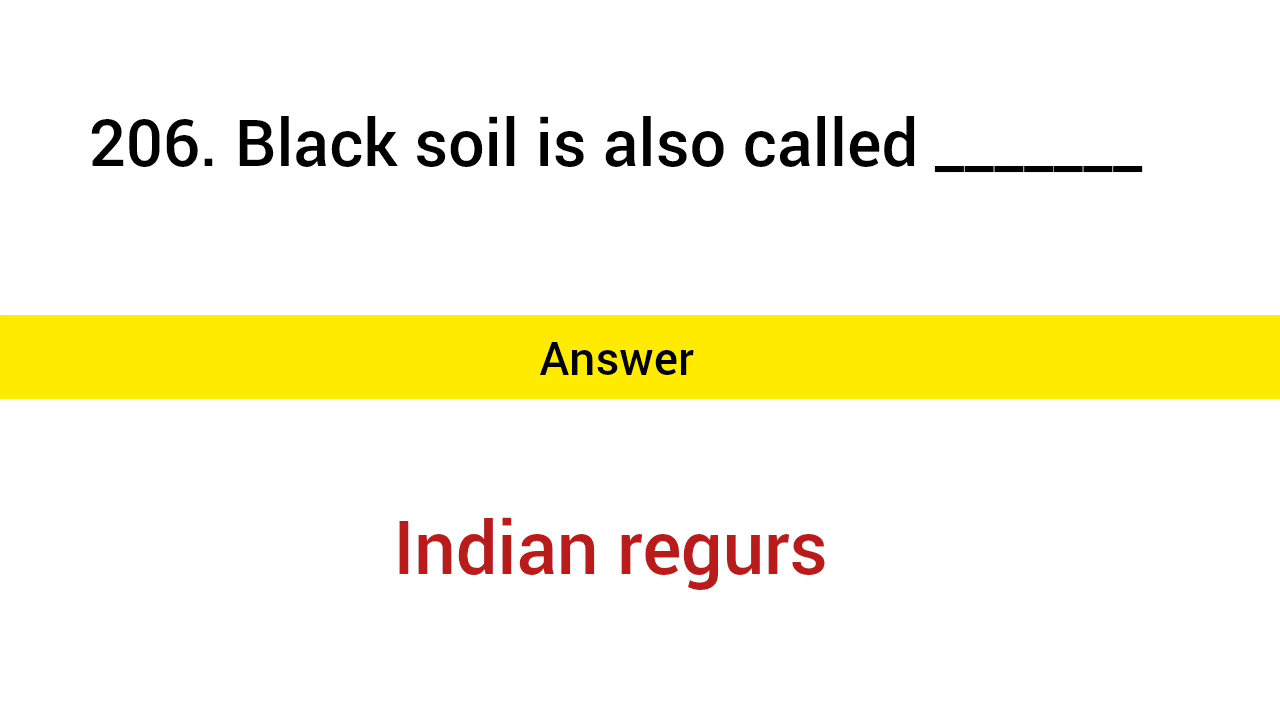 206. Black soil is also called _______
Answer
Indian regurs